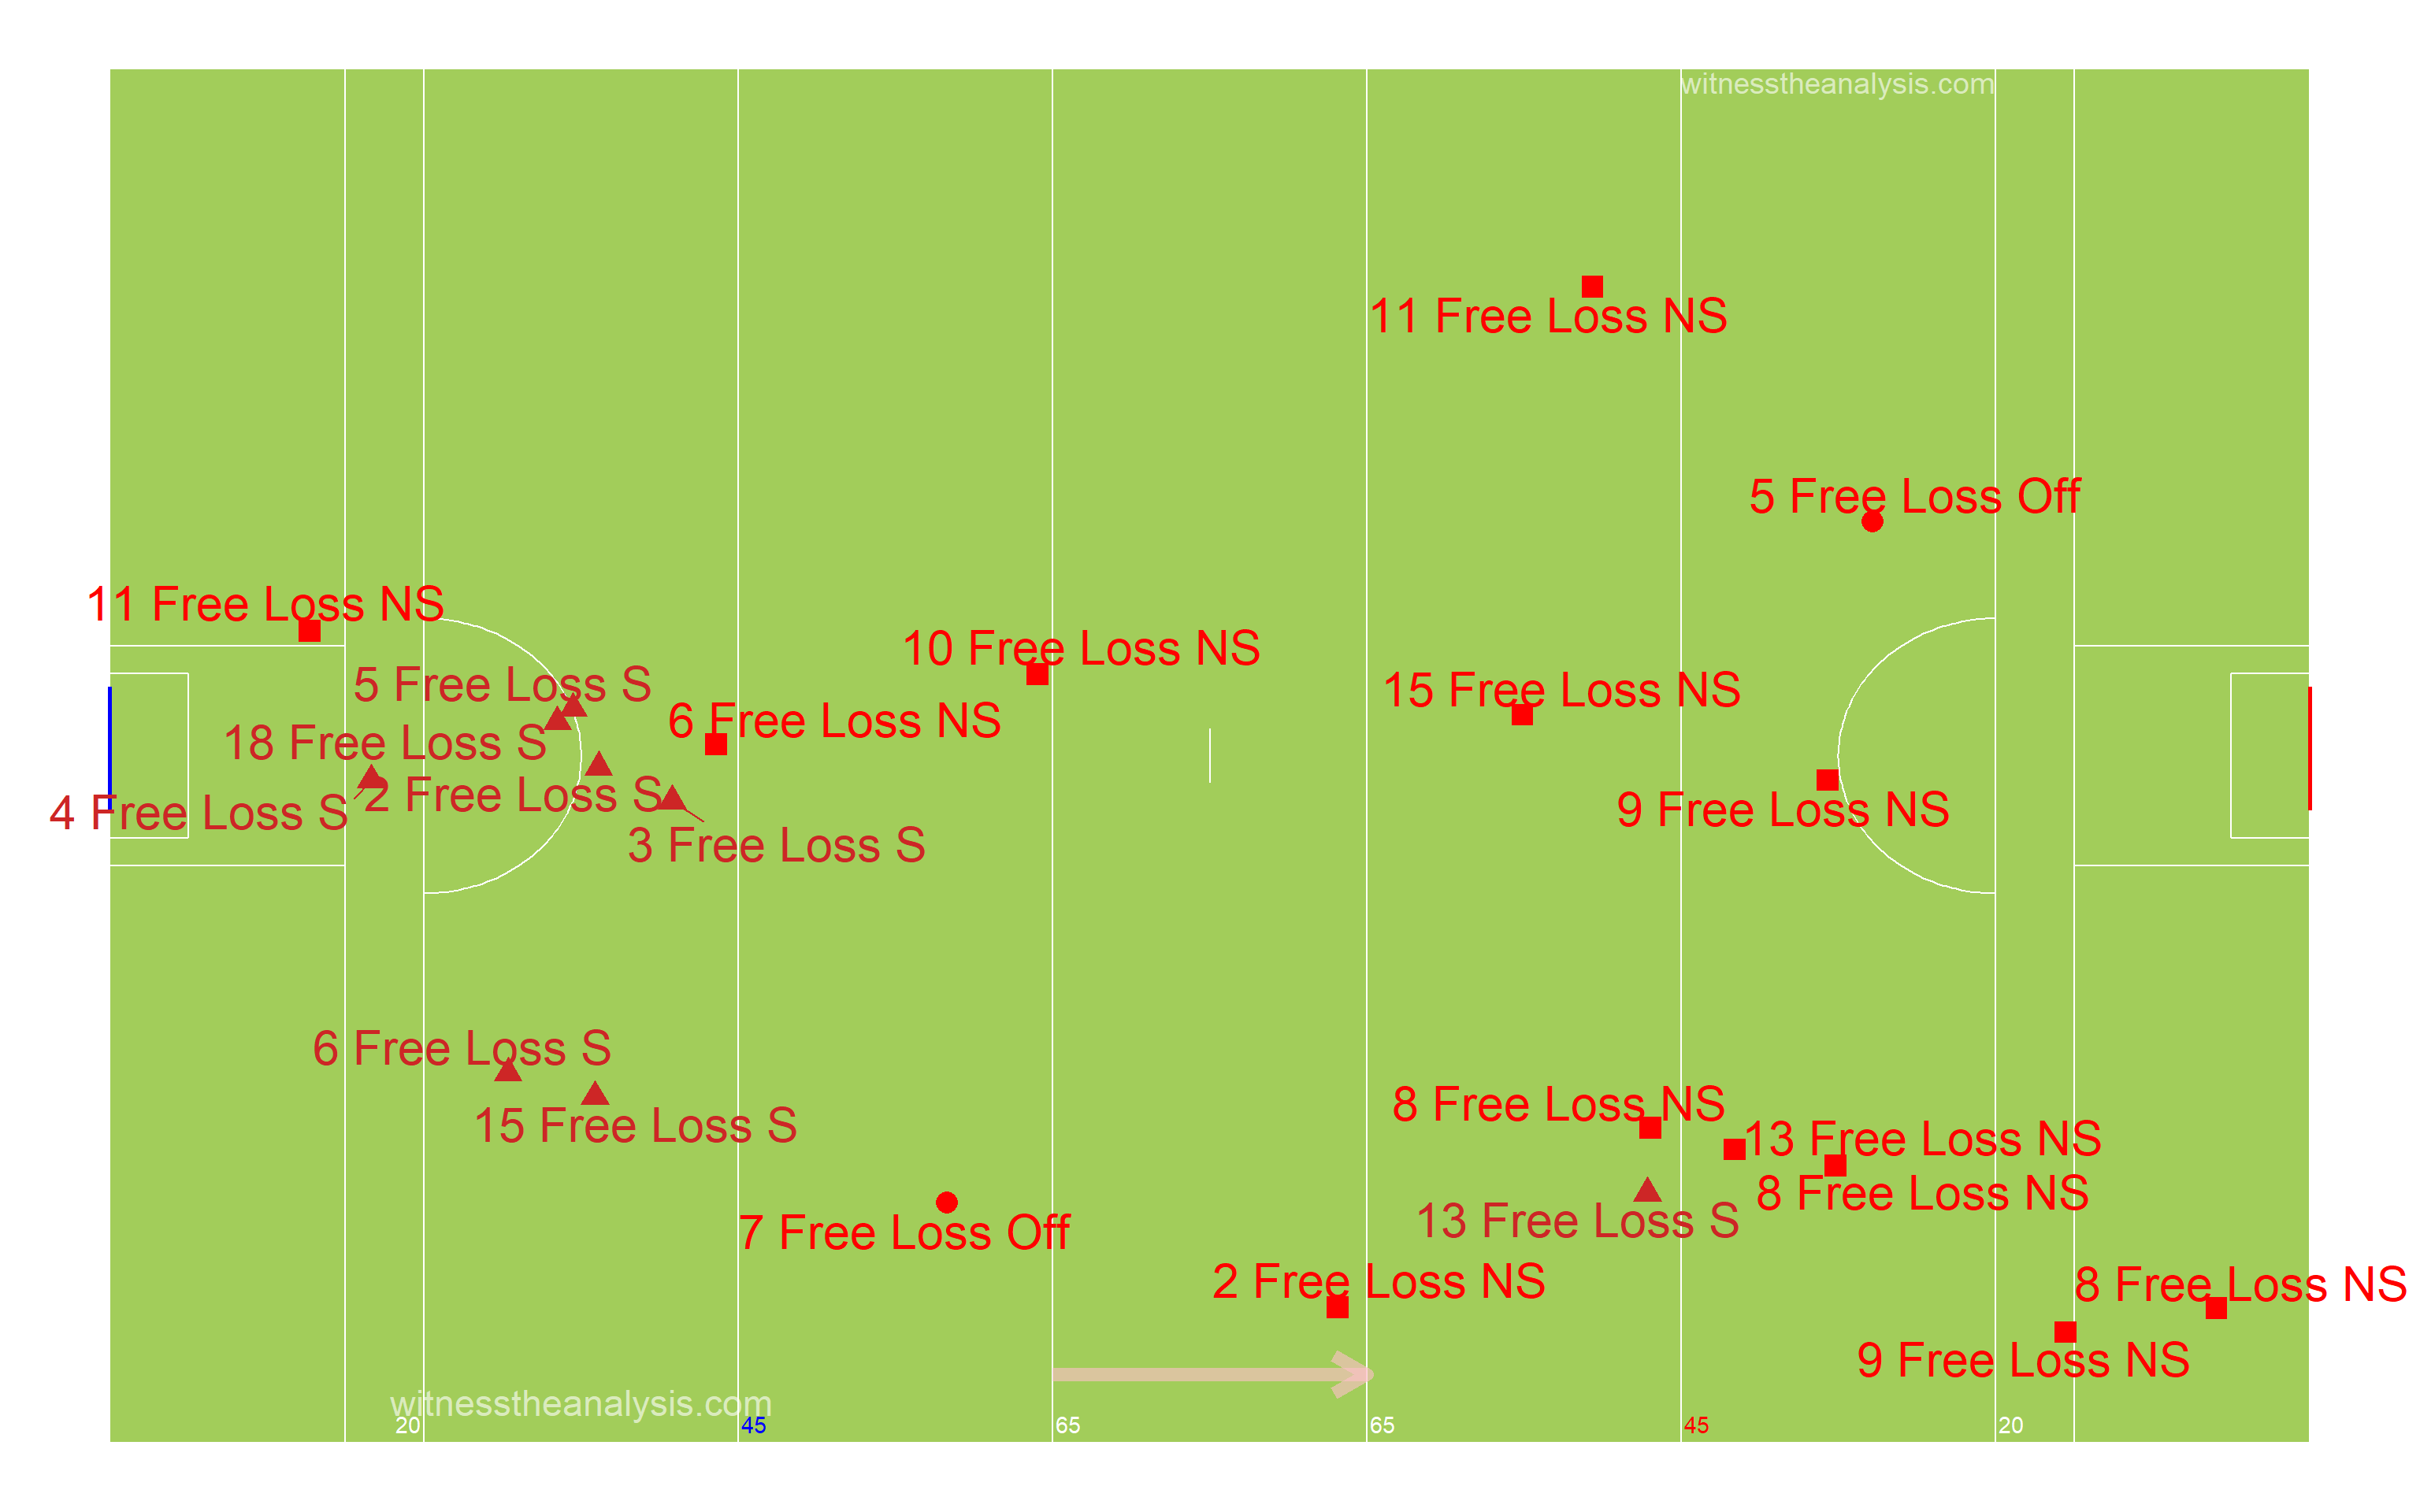 witnesstheanalysis.com
11 Free Loss NS
5 Free Loss Off
11 Free Loss NS
10 Free Loss NS
5 Free Loss S
15 Free Loss NS
6 Free Loss NS
18 Free Loss S
2 Free Loss S
9 Free Loss NS
4 Free Loss S
3 Free Loss S
6 Free Loss S
8 Free Loss NS
15 Free Loss S
13 Free Loss NS
8 Free Loss NS
13 Free Loss S
7 Free Loss Off
2 Free Loss NS
8 Free Loss NS
9 Free Loss NS
witnesstheanalysis.com
20 45 65 65 45 20